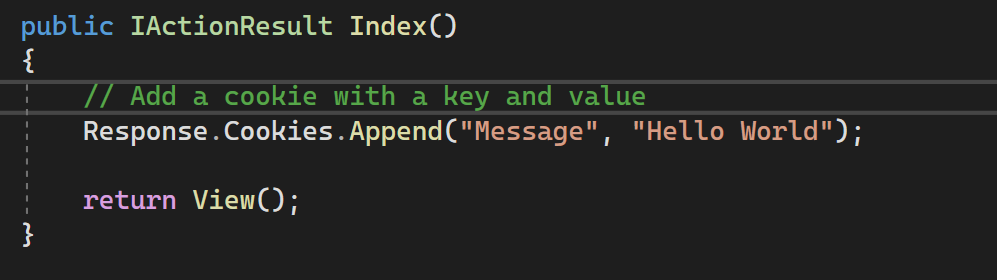 public IActionResult Index()
{
    // Add a cookie with a key and value
    Response.Cookies.Append("Message", "Hello World");
    return View();
}